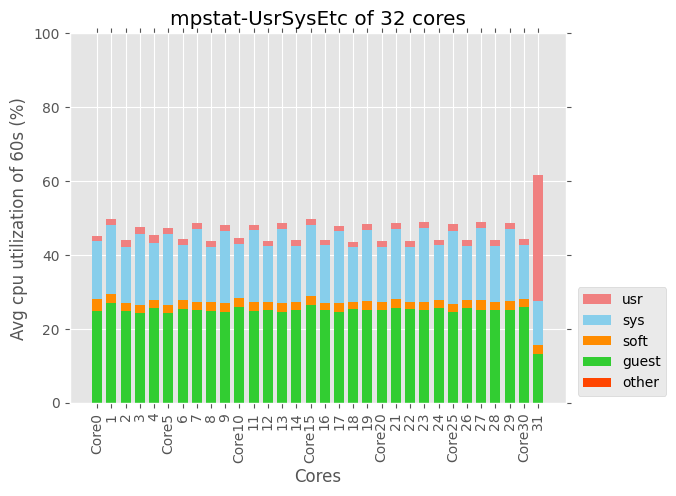 mpstat-UsrSysEtc of 32 cores
Avg cpu utilization of 60s (%)
100
80
60
40
20
0
Core0
1
2
3
4
Core5
6
7
8
9
Core10
11
12
13
14
Core15
16
17
18
19
Core20
21
22
23
24
Core25
26
27
28
29
Core30
31
Cores
usr
sys
soft
guest
other